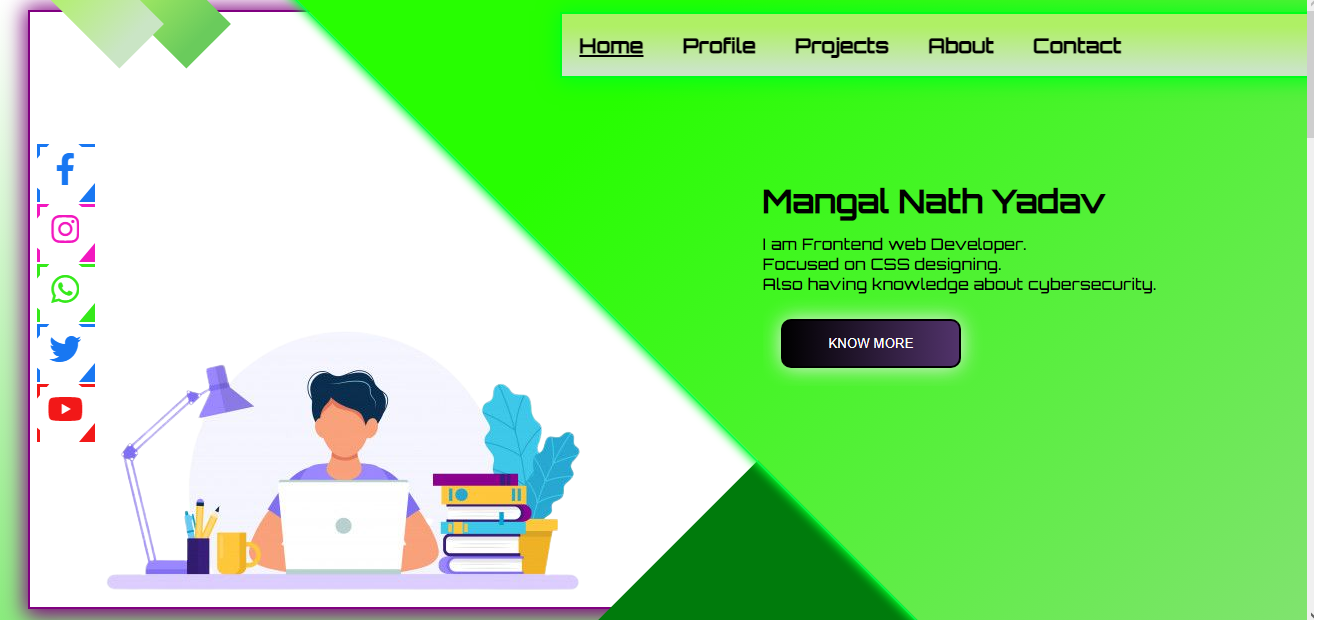 Home Profile Projects About Contact
Mangal Nath Yadav
I am Frontend web Developer.
Focused on CSS designing.
Also having knowledge about cybersecurity.
KNOW MORE